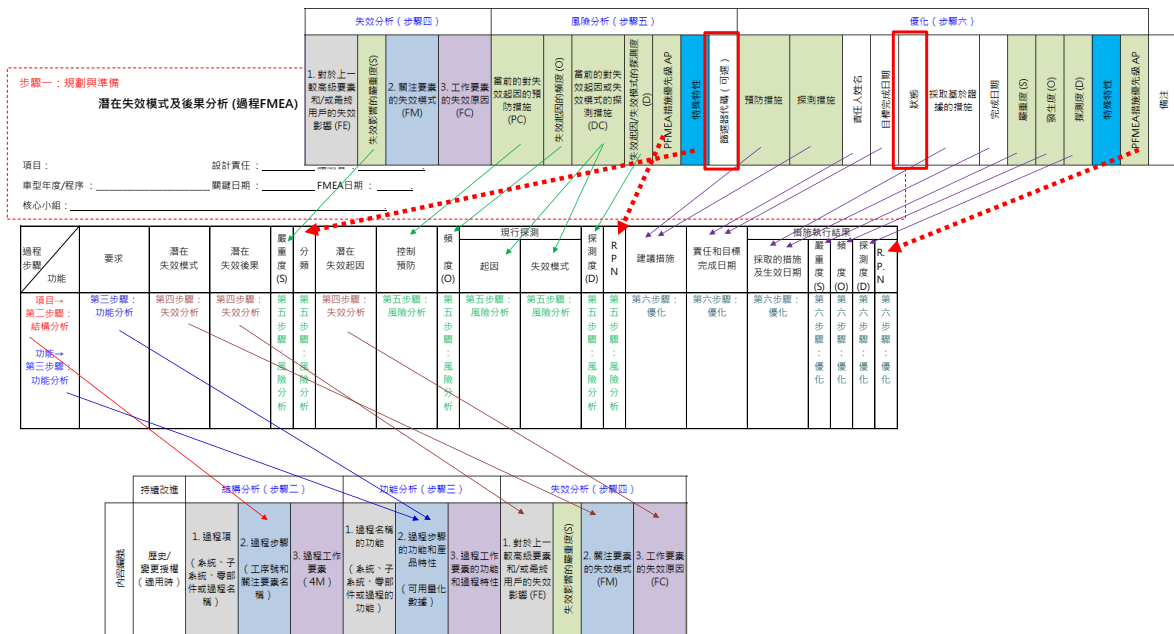 失效分析 ( 步驟四 )
風險分析 ( 步驟五 )
優化 ( 步驟六 )
1. 對於上一
較高級要素
和/或最終
用戶的失效
影響 (FE)
失效影響的嚴重度(S)
2. 關注要素
的失效模式
(FM)
3. 工作要素
的失效原因
(FC)
當前的對失
效起因的預
防措施
(PC)
失效起因的頻度 (O)
當前的對失
效起因或失
效模式的探
測措施
(DC)
失效起因/失效模式的探測度
(D)
PFMEA措施優先級 AP
特殊特性
篩選器代碼 ( 可選 )
預防措施
探測措施
責任人姓名
目標完成日期
狀態
採取基於證
據的措施
完成日期
嚴重度 (S)
發生度 (O)
探測度 (D)
特殊特性
PFMEA措施優先級 AP
備注
步驟一 : 規劃與準備
潛在失效模式及後果分析 (過程FMEA)
項目 :
設計責任 :
車型年度/程序 :
關鍵日期 :
FMEA日期 :
核心小組 :
過程
步驟
功能
要求
潛在
失效模式
潛在
失效後果
嚴
重
度
(S)
分
類
潛在
失效起因
控制
預防
頻
度
(O)
現行探測
起因
失效模式
探
測
度
(D)
R
P
N
建議措施
責任和目標
完成日期
措施執行結果
採取的措施
及生效日期
嚴
重
度
(S)
頻
度
(O)
探
測
度
(D)
R.
P.
N
項目→
第二步驟 :
結構分析
功能→
第三步驟 :
功能分析
第三步驟 :
功能分析
第四步驟 :
失效分析
第四步驟 :
失效分析
第
五
步
驟
:
風
險
分
析
第
五
步
驟
:
風
險
分
析
第四步驟 :
失效分析
第五步驟 :
風險分析
第
五
步
驟
:
風
險
分
析
第五步驟 :
風險分析
第五步驟 :
風險分析
第
五
步
驟
:
風
險
分
析
第
五
步
驟
:
風
險
分
析
第六步驟 :
優化
第六步驟 :
優化
第六步驟 :
優化
第
六
步
驟
:
優
化
第
六
步
驟
:
優
化
第
六
步
驟
:
優
化
第
六
步
驟
:
優
化
持續改進
結構分析 ( 步驟二 )
功能分析 ( 步驟三 )
失效分析 ( 步驟四 )
歷史/
變更授權
( 適用時 )
1. 過程項
( 系統、子
系統、零部
件或過程名
稱 )
2. 過程步驟
( 工序號和
關注要素名
稱 )
3. 過程工作
要素
( 4M )
1. 過程名稱
的功能
( 系統、子
系統、零部
件或過程的
功能 )
2. 過程步驟
的功能和產
品特性
( 可用量化
數據 )
3. 過程工作
要素的功能
和過程特性
1. 對於上一
較高級要素
和/或最終
用戶的失效
影響 (FE)
失效影響的嚴重度(S)
2. 關注要素
的失效模式
(FM)
3. 工作要素
的失效原因
(FC)